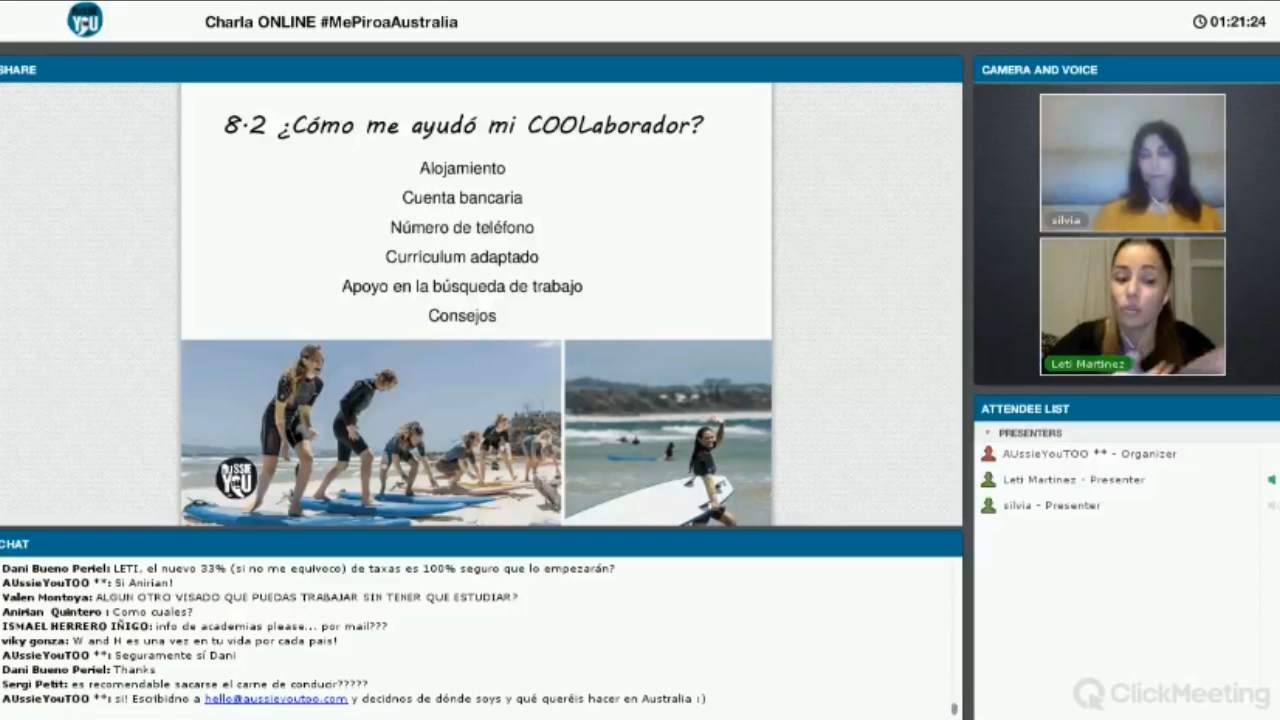 AUSSIE YOU
Charla ONLINE #MePiroaAustralia
01:21:24
SHARE
CAMERA AND VOICE
8.2 ¿Cómo me ayudó mi COOLaborador?
Alojamiento
Cuenta bancaria
Número de teléfono
Curriculum adaptado
Apoyo en la búsqueda de trabajo
Consejos
AUSSIE YOU
silvia
Leti Martinez
ATTENDEE LIST
PRESENTERS
AUssieYouTOO ** - Organizer
Leti Martinez - Presenter
silvia - Presenter
CHAT
Dani Bueno Periel: LETI, el nuevo 33% (si no me equivoco) de taxas es 100% seguro que lo empezarán?
AUssieYouTOO **: Si Anirian!
Valen Montoya: ALGUN OTRO VISADO QUE PUEDAS TRABAJAR SIN TENER QUE ESTUDIAR?
Anirian Quintero : Como cuales?
ISMAEL HERRERO IÑIGO: info de academias please... por mail???
viky gonza: W and H es una vez en tu vida por cada pais!
AUssieYouTOO **: Seguramente sí Dani
Dani Bueno Periel: Thanks
Sergi Petit: es recomendable sacarse el carne de conducir?????
AUssieYouTOO **: si! Escribidno a hello@aussieyoutoo.com y decidnos de dónde soys y qué queréis hacer en Australia :)
ClickMeeting